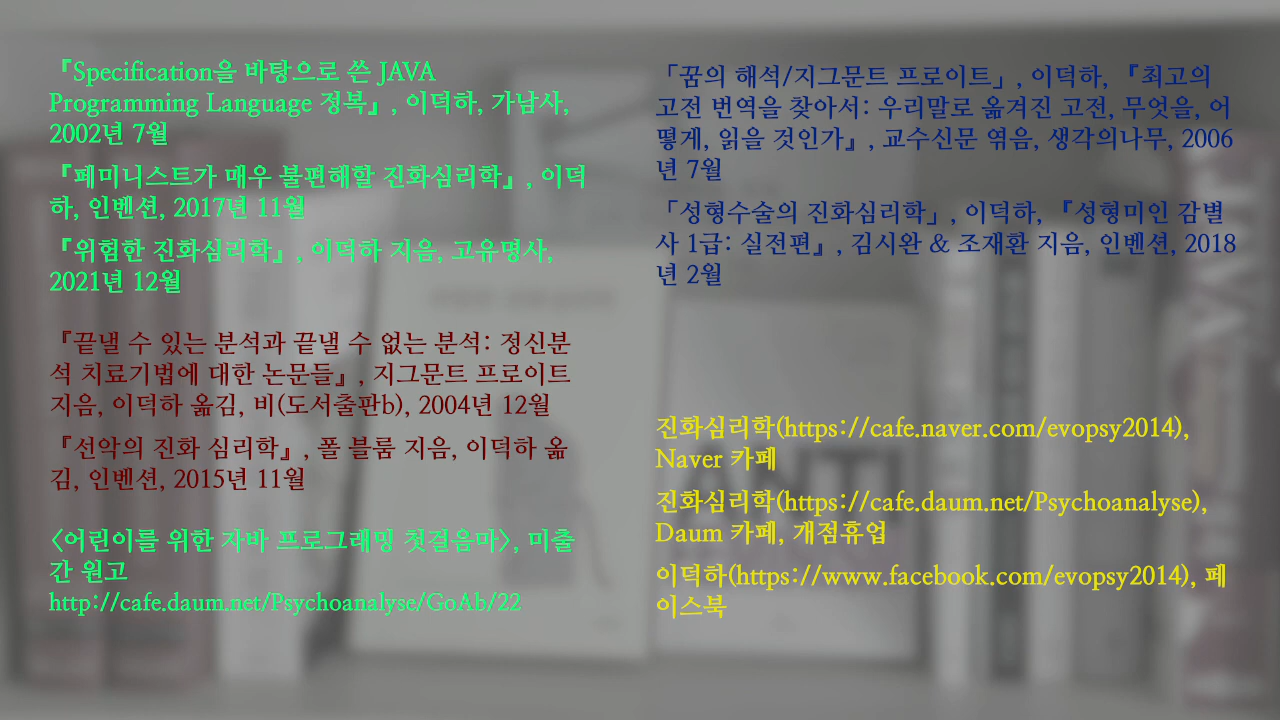 『Specification을 바탕으로 쓴 JAVA
Programming Language 정복』, 이덕하, 가남사,
2002년 7월
『페미니스트가 매우 불편해할 진화심리학』, 이덕
하, 인벤션, 2017년 11월
『위험한 진화심리학』, 이덕하 지음, 고유명사,
2021년 12월
『끝낼 수 있는 분석과 끝낼 수 없는 분석: 정신분
석 치료기법에 대한 논문들』, 지그문트 프로이트
지음, 이덕하 옮김, 비(도서출판b), 2004년 12월
『선악의 진화 심리학』, 폴 블룸 지음, 이덕하 옮
김, 인벤션, 2015년 11월
<어린이를 위한 자바 프로그래밍 첫걸음마>, 미출
간 원고
http://cafe.daum.net/Psychoanalyse/GoAb/22
「꿈의 해석/지그문트 프로이트」, 이덕하, 『최고의
고전 번역을 찾아서: 우리말로 옮겨진 고전, 무엇을, 어
떻게, 읽을 것인가』, 교수신문 엮음, 생각의나무, 2006
년 7월
「성형수술의 진화심리학」, 이덕하, 『성형미인 감별
사 1급: 실전편』, 김시완 & 조재환 지음, 인벤션, 2018
년 2월
진화심리학(https://cafe.naver.com/evopsy2014),
Naver 카페
진화심리학(https://cafe.daum.net/Psychoanalyse),
Daum 카페, 개점휴업
이덕하(https://www.facebook.com/evopsy2014), 페
이스북